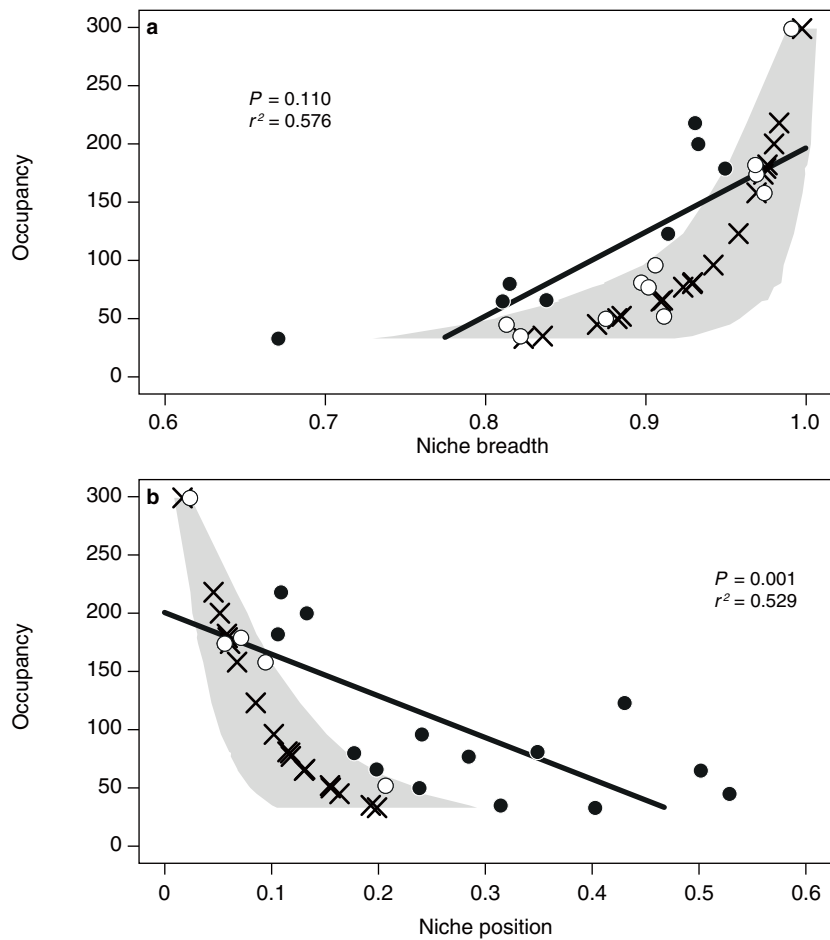 a
P = 0.110
r² = 0.576
Occupancy
300
250
200
150
100
50
0
0.6 0.7 0.8 0.9 1.0
Niche breadth
b
P = 0.001
r² = 0.529
Occupancy
300
250
200
150
100
50
0
0 0.1 0.2 0.3 0.4 0.5 0.6
Niche position